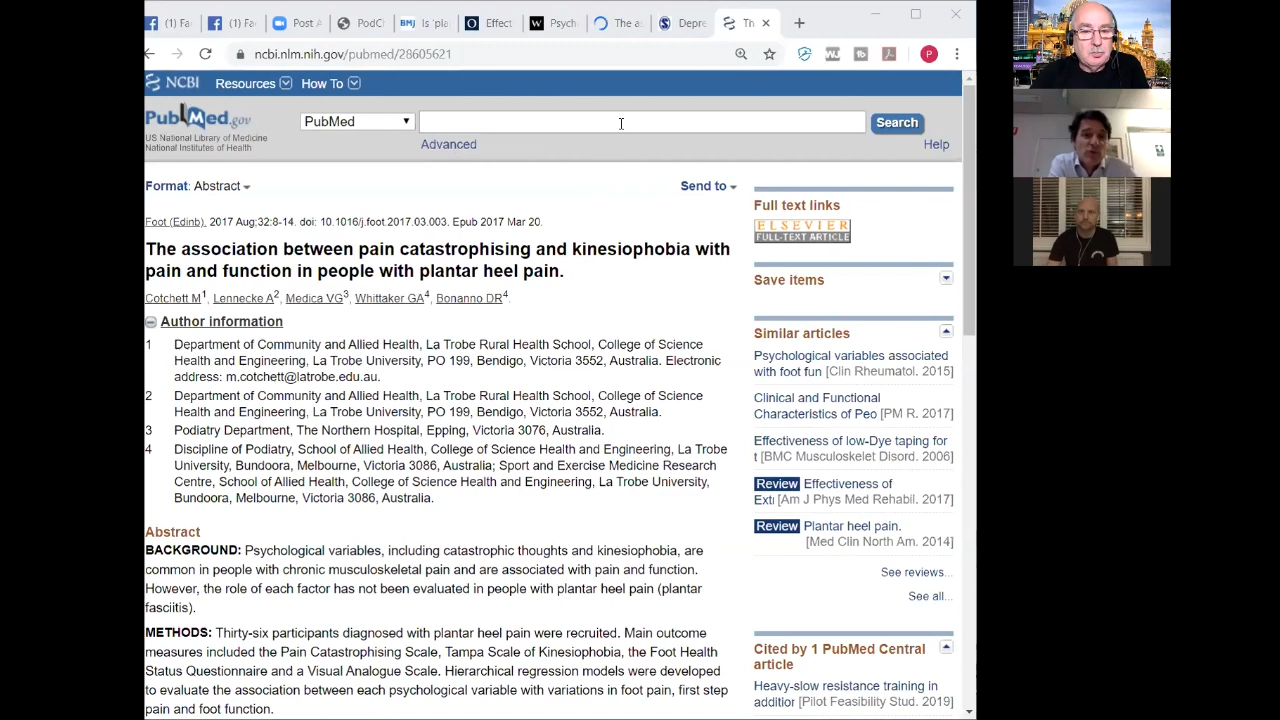 (1) Fa
(1) Fa
Post A
PodC
BMJ Is 'pla
Effect
Psych
The as
Depre
Th
ncbi.nlm.nih.gov/pubmed/28605621
NCBI Resources How To
PubMed.gov
US National Library of Medicine
National Institutes of Health
PubMed
Search
Advanced
Help
Format: Abstract
Send to
Foot (Edinb). 2017 Aug;32:8-14. doi: 10.1016/j.foot.2017.03.003. Epub 2017 Mar 20.
The association between pain catastrophising and kinesiophobia with
pain and function in people with plantar heel pain.
Cotchett M1, Lennecke A2, Medica VG3, Whittaker GA4, Bonanno DR4.
Author information
1 Department of Community and Allied Health, La Trobe Rural Health School, College of Science
Health and Engineering, La Trobe University, PO 199, Bendigo, Victoria 3552, Australia. Electronic
address: m.cotchett@latrobe.edu.au.
2 Department of Community and Allied Health, La Trobe Rural Health School, College of Science
Health and Engineering, La Trobe University, PO 199, Bendigo, Victoria 3552, Australia.
3 Podiatry Department, The Northern Hospital, Epping, Victoria 3076, Australia.
4 Discipline of Podiatry, School of Allied Health, College of Science Health and Engineering, La Trobe
University, Bundoora, Melbourne, Victoria 3086, Australia; Sport and Exercise Medicine Research
Centre, School of Allied Health, College of Science Health and Engineering, La Trobe University,
Bundoora, Melbourne, Victoria 3086, Australia.
Abstract
BACKGROUND: Psychological variables, including catastrophic thoughts and kinesiophobia, are
common in people with chronic musculoskeletal pain and are associated with pain and function.
However, the role of each factor has not been evaluated in people with plantar heel pain (plantar
fasciitis).
METHODS: Thirty-six participants diagnosed with plantar heel pain were recruited. Main outcome
measures included the Pain Catastrophising Scale, Tampa Scale of Kinesiophobia, the Foot Health
Status Questionnaire and a Visual Analogue Scale. Hierarchical regression models were developed
to evaluate the association between each psychological variable with variations in foot pain, first step
pain and foot function.
Full text links
ELSEVIER
FULL-TEXT ARTICLE
Save items
Similar articles
Psychological variables associated
with foot fun [Clin Rheumatol. 2015]
Clinical and Functional
Characteristics of Peo [PM R. 2017]
Effectiveness of low-Dye taping for
t [BMC Musculoskelet Disord. 2006]
Review Effectiveness of
Ext [Am J Phys Med Rehabil. 2017]
Review Plantar heel pain.
[Med Clin North Am. 2014]
See reviews...
See all...
Cited by 1 PubMed Central
article
Heavy-slow resistance training in
addition [Pilot Feasibility Stud. 2019]